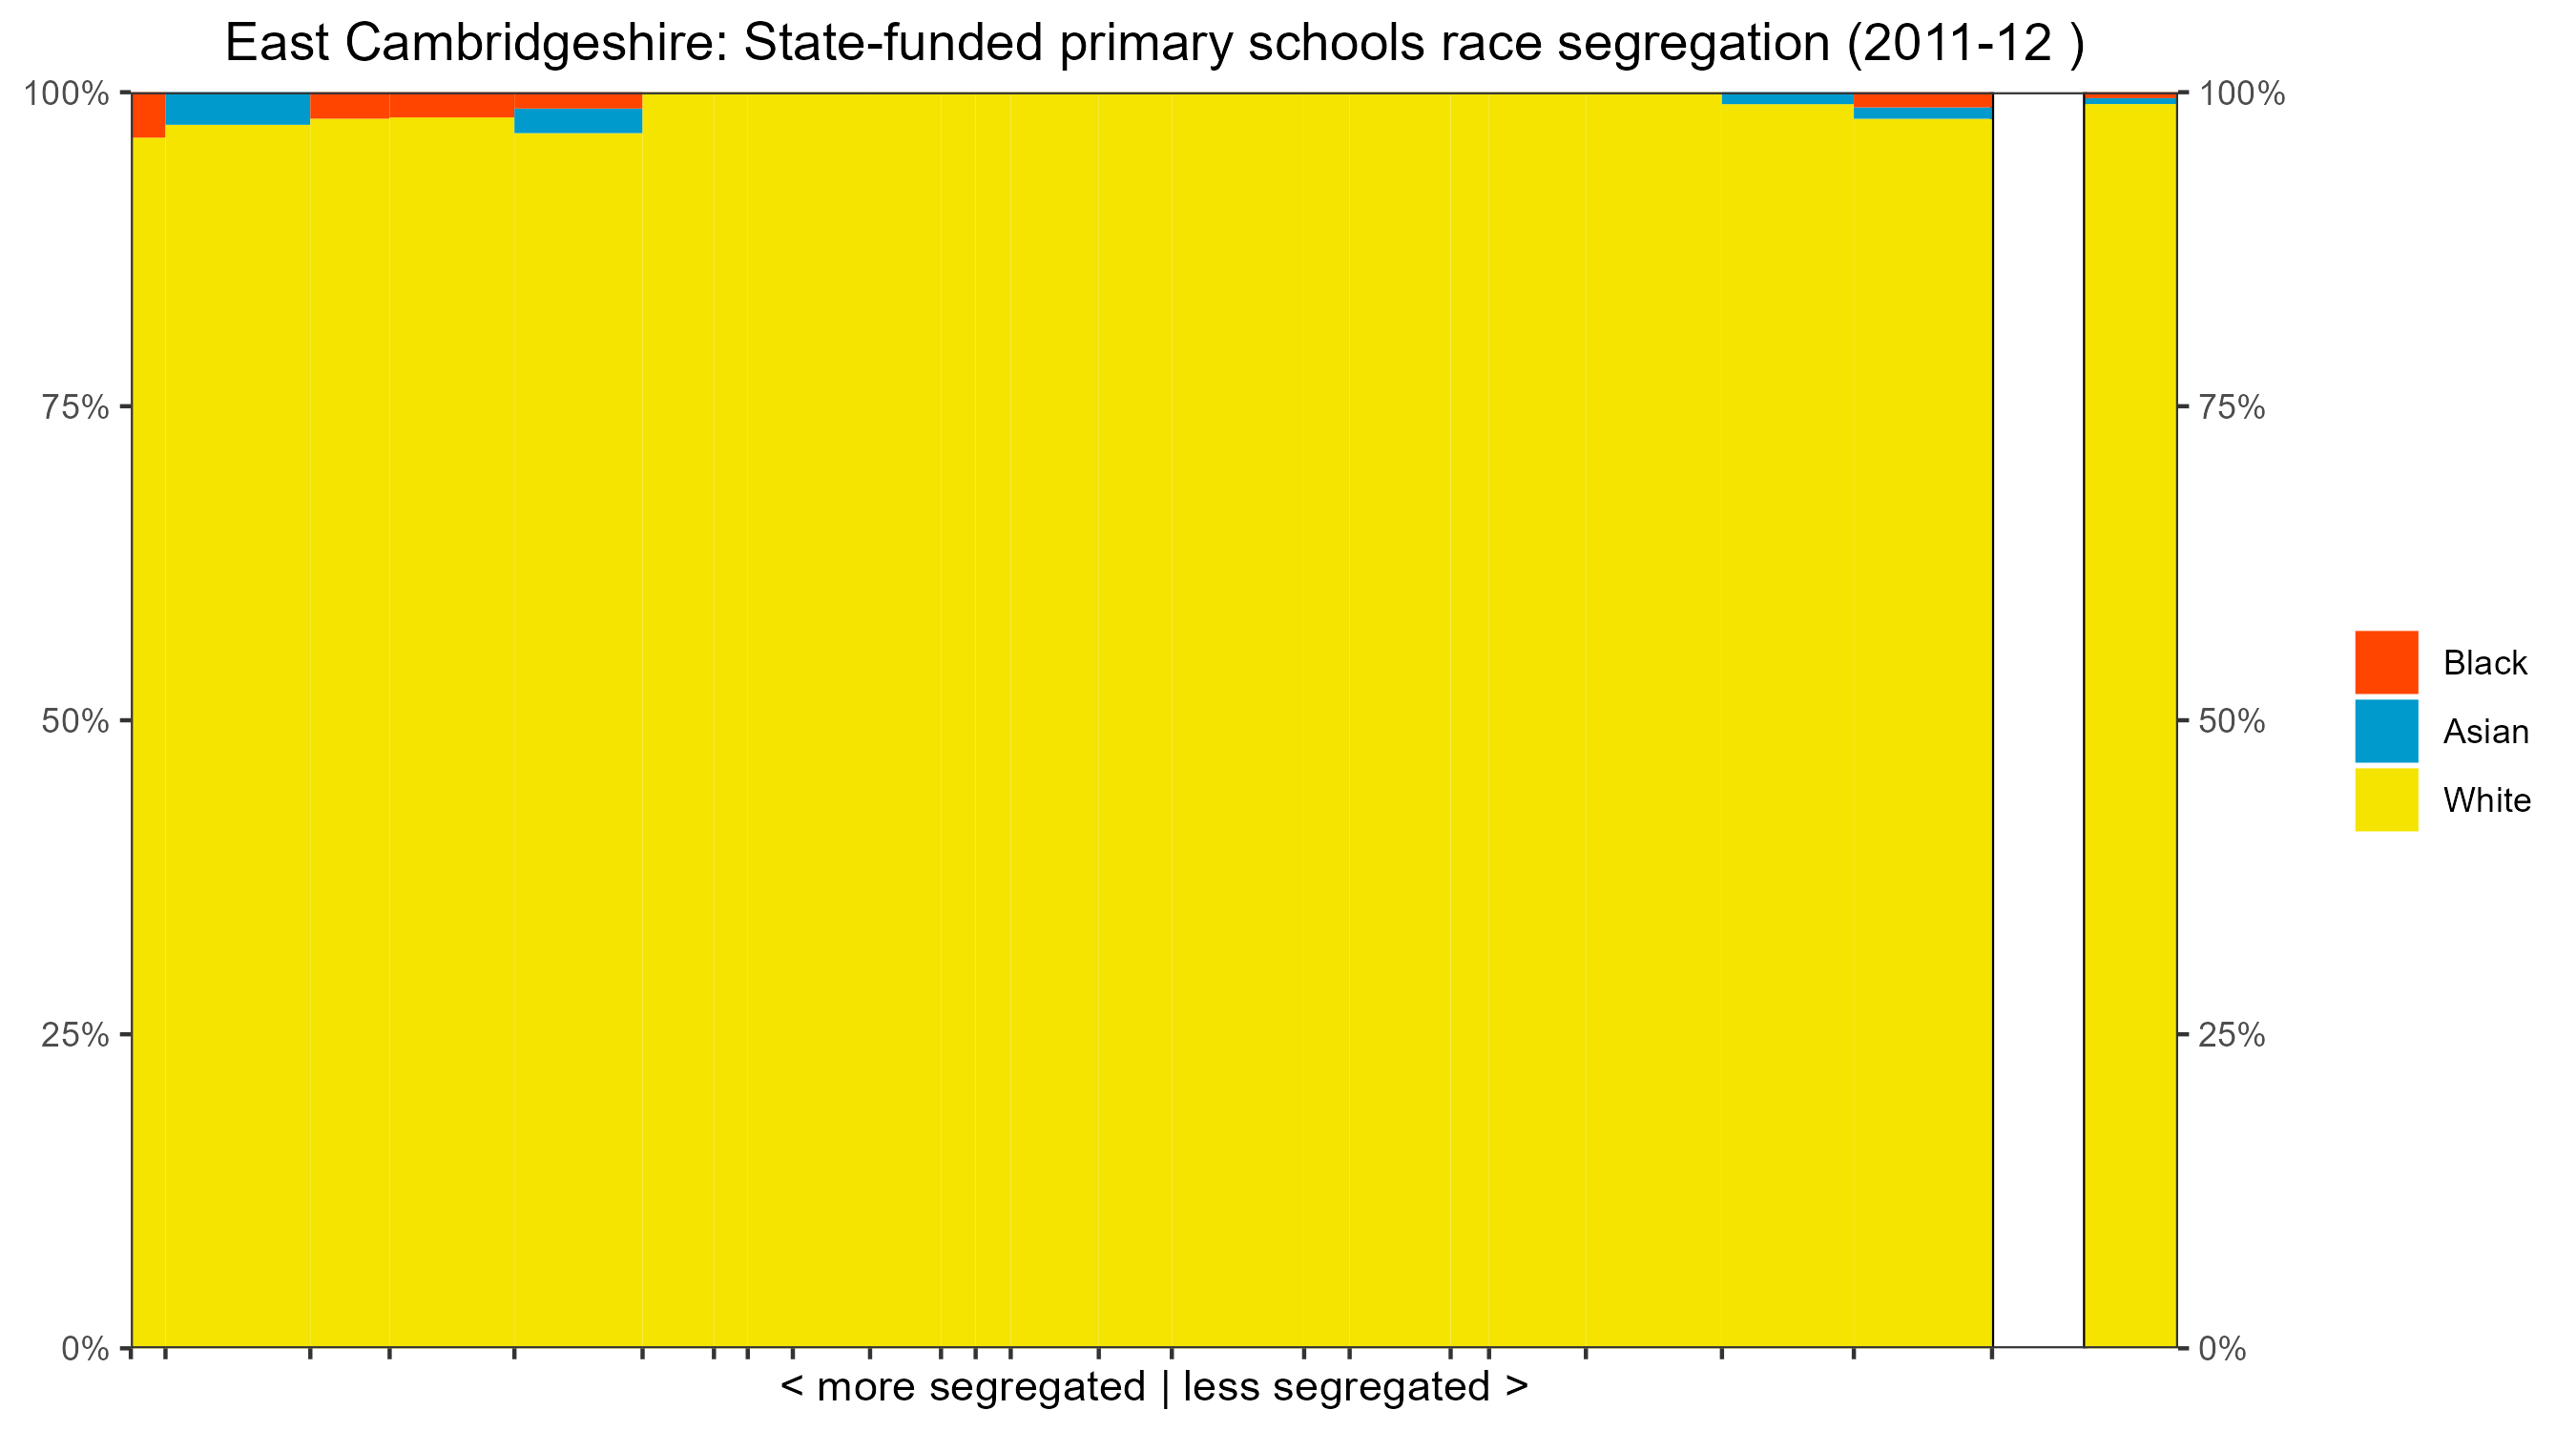 East Cambridgeshire: State-funded primary schools race segregation (2011-12 )
100%
75%
50%
25%
0%
100%
75%
50%
25%
0%
Black
Asian
White
< more segregated | less segregated >